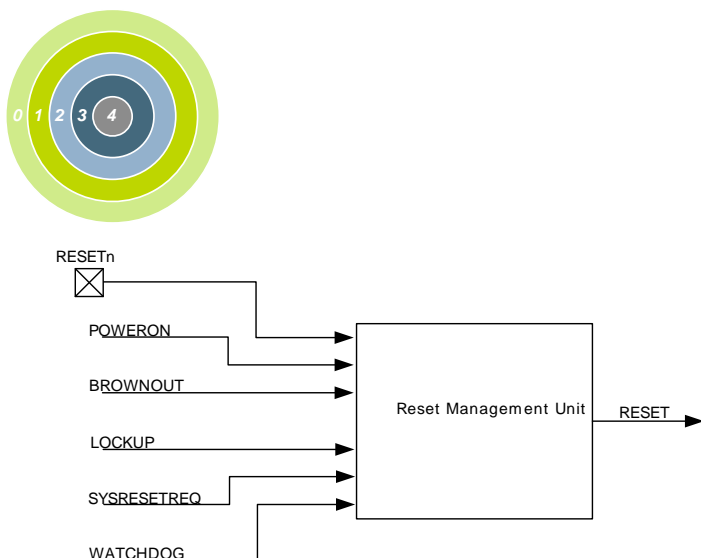 0 1 2 3 4
RESETn
POWERON
BROWNOUT
LOCKUP
SYSRESETREQ
WATCHDOG
Reset Management Unit
RESET